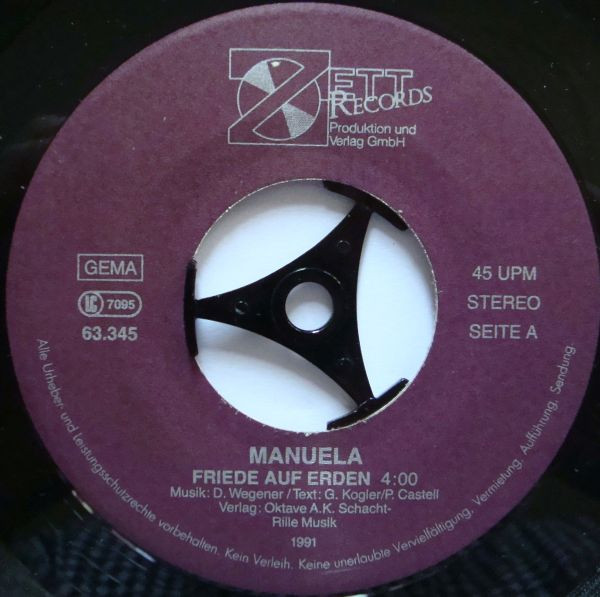 ZETT
RECORDS
Produktion und
Verlag GmbH
GEMA
LC 7095
63.345
45 UPM
STEREO
SEITE A
MANUELA
FRIEDE AUF ERDEN 4:00
Musik: D. Wegener / Text: G. Kogler/P. Castell
Verlag: Oktave A.K. Schacht-
Rille Musik
1991
Alle Urheber- und Leistungsschutzrechte vorbehalten. Kein Verleih. Keine unerlaubte Vervielfältigung, Vermietung, Aufführung, Sendung.